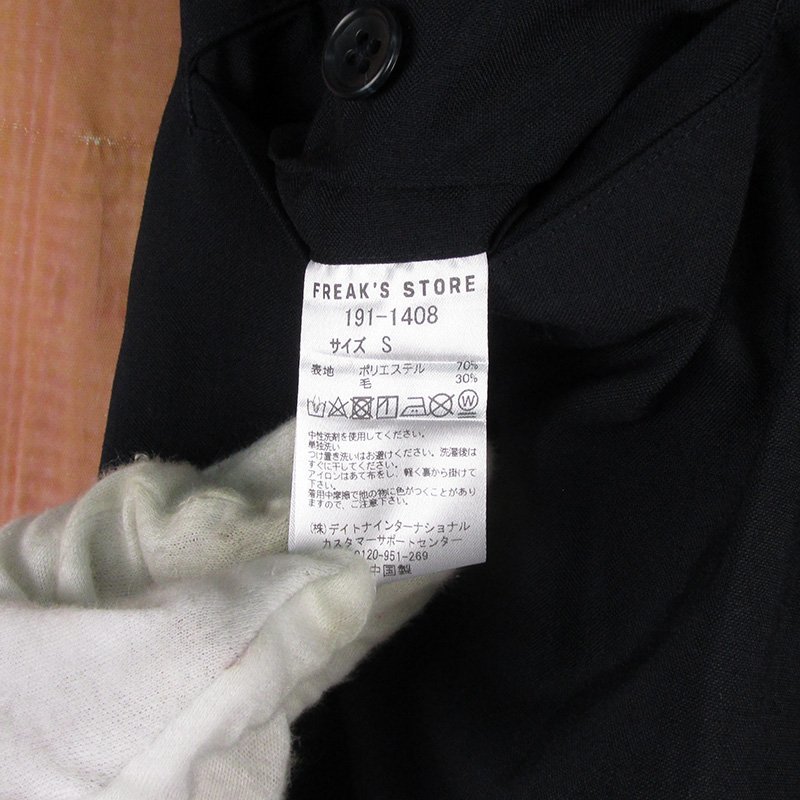 FREAK'S STORE
191-1408
サイズ S
表地 ポリエステル 70%
毛 30%
中性洗剤を使用してください。
単独洗い
つけ置き洗いはお避けください。洗濯後は
すぐに干してください。
アイロンはあて布をし、軽く裏から掛けて
下さい。
着用中摩擦で他の物に色がつくことがあり
ますので、ご注意下さい。
(株)デイトナインターナショナル
カスタマーサポートセンター
0120-951-269
中国製